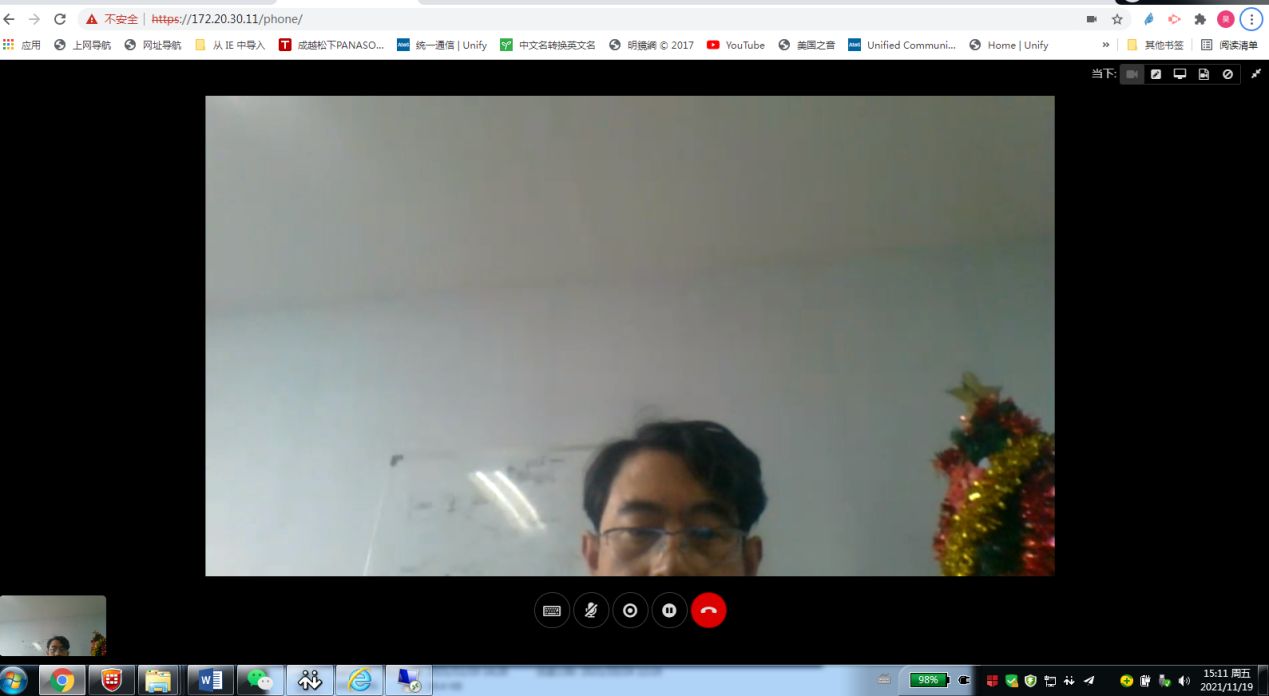 不安全 | https://172.20.30.11/phone/
应用 上网导航 网址导航 从 IE 中导入 T 成越松下PANASO... 统一通信 | Unify 中文名转换英文名 明鏡網 © 2017 YouTube 美国之音 Unified Communi... Home | Unify » 其他书签 阅读清单
当下:
98% 15:11 周五
2021/11/19